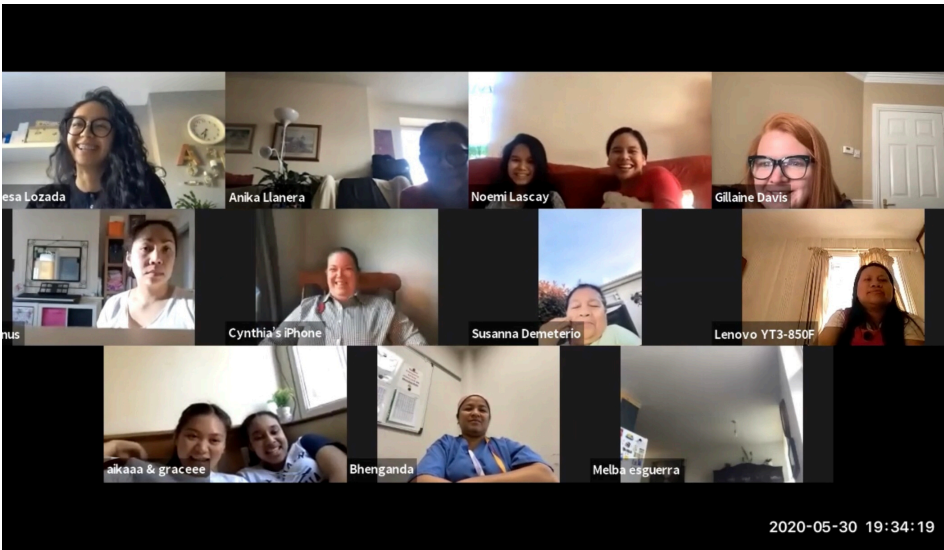 esa Lozada
Anika Llanera
Noemi Lascay
Gillaine Davis
nus
Cynthia's iPhone
Susanna Demeterio
Lenovo YT3-850F
aikaaa & graceee
Bhenganda
Melba esguerra
2020-05-30 19:34:19